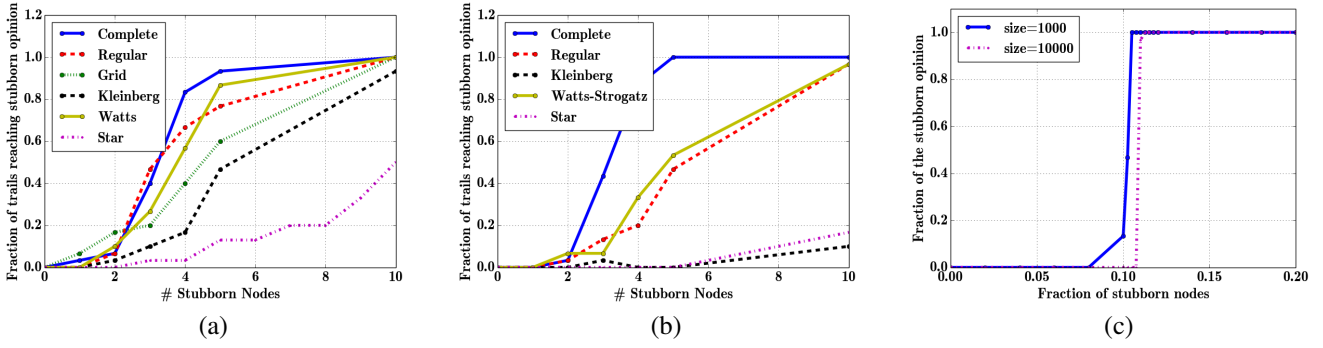 Fraction of trails reaching stubborn opinion
1.2
1.0
0.8
0.6
0.4
0.2
0.0
Complete
Regular
Grid
Kleinberg
Watts
Star
0 2 4 6 8 10
# Stubborn Nodes
(a)
Fraction of trails reaching stubborn opinion
1.2
1.0
0.8
0.6
0.4
0.2
0.0
Complete
Regular
Kleinberg
Watts-Strogatz
Star
0 2 4 6 8 10
# Stubborn Nodes
(b)
Fraction of the stubborn opinion
1.0
0.8
0.6
0.4
0.2
0.0
size=1000
size=10000
0.00 0.05 0.10 0.15 0.20
Fraction of stubborn nodes
(c)